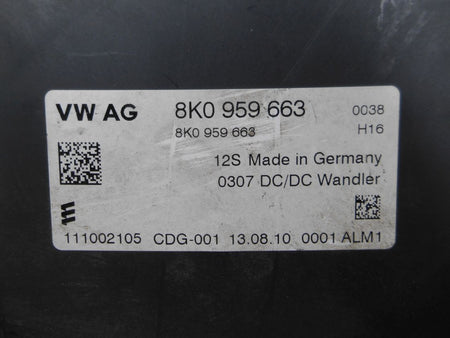 VW AG 8K0 959 663 0038
8K0 959 663 H16
12S Made in Germany
0307 DC/DC Wandler
111002105 CDG-001 13.08.10 0001 ALM1